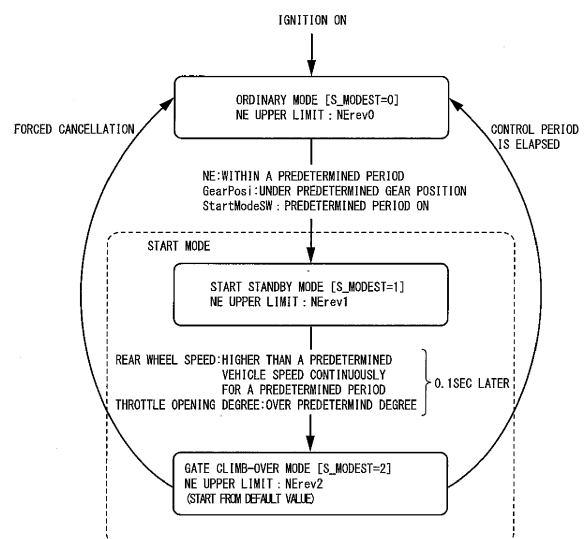 IGNITION ON
ORDINARY MODE [S_MODEST=0]
NE UPPER LIMIT : NErev0
FORCED CANCELLATION
CONTROL PERIOD
IS ELAPSED
NE:WITHIN A PREDETERMINED PERIOD
GearPosi:UNDER PREDETERMINED GEAR POSITION
StartModeSW : PREDETERMINED PERIOD ON
START MODE
START STANDBY MODE [S_MODEST=1]
NE UPPER LIMIT : NErev1
REAR WHEEL SPEED:HIGHER THAN A PREDETERMINED
VEHICLE SPEED CONTINUOUSLY
FOR A PREDETERMINED PERIOD
THROTTLE OPENING DEGREE:OVER PREDETERMIND DEGREE
0.1SEC LATER
GATE CLIMB-OVER MODE [S_MODEST=2]
NE UPPER LIMIT : NErev2
(START FROM DEFAULT VALUE)